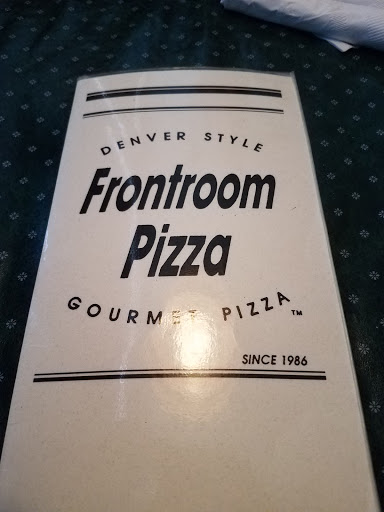 DENVER STYLE
Frontroom
Pizza
GOURMET PIZZA™
SINCE 1986